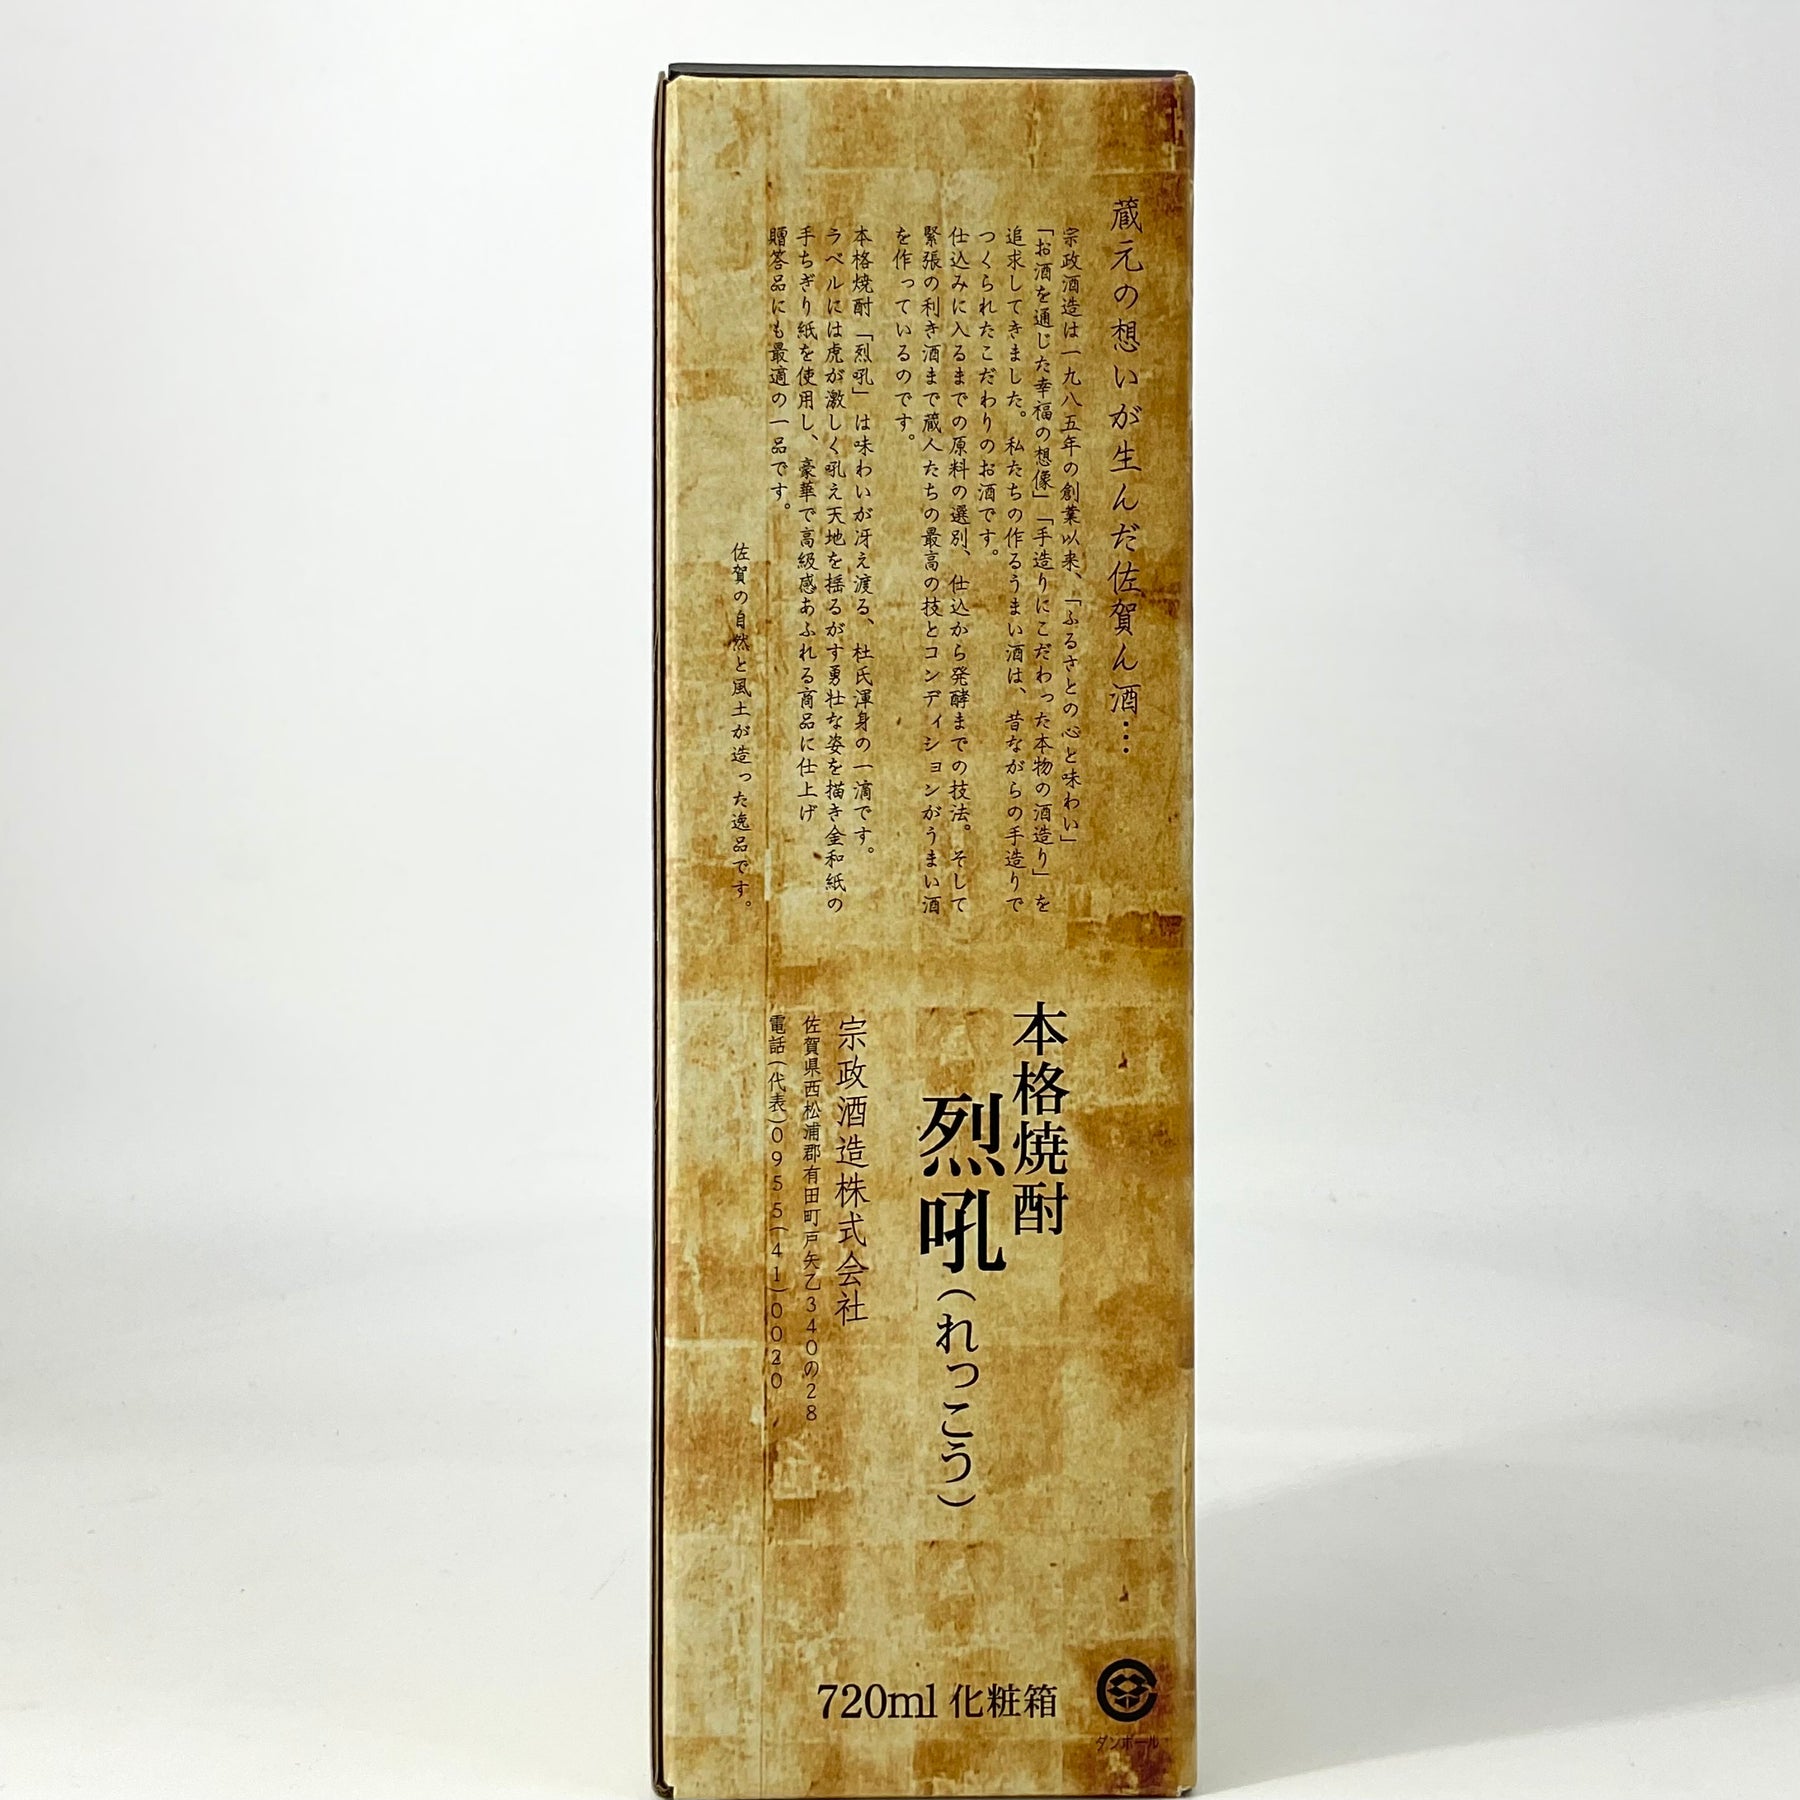 蔵元の想いが生んだ佐賀ん酒…
宗政酒造は一九八五年の創業以来、「ふるさとの心と味わい」
「お酒を通じた幸福の想像」「手造りにこだわった本物の酒造り」を
追求してきました。私たちの作るうまい酒は、昔ながらの手造りで
つくられたこだわりのお酒です。
仕込みに入るまでの原料の選別、仕込から発酵までの技法。そして
緊張の利き酒まで蔵人たちの最高の技とコンディションがうまい酒
を作っているのです。
本格焼酎「烈吼」は味わいが冴え渡る、杜氏渾身の一滴です。
ラベルには虎が激しく吼え天地を揺るがす勇壮な姿を描き金和紙の
手ちぎり紙を使用し、豪華で高級感あふれる商品に仕上げ
贈答品にも最適の一品です。
佐賀の自然と風土が造った逸品です。
本格焼酎
烈吼(れっこう)
宗政酒造株式会社
佐賀県西松浦郡有田町戸矢乙340の28
電話(代表)0955(41)0020
720ml 化粧箱
ダンボール